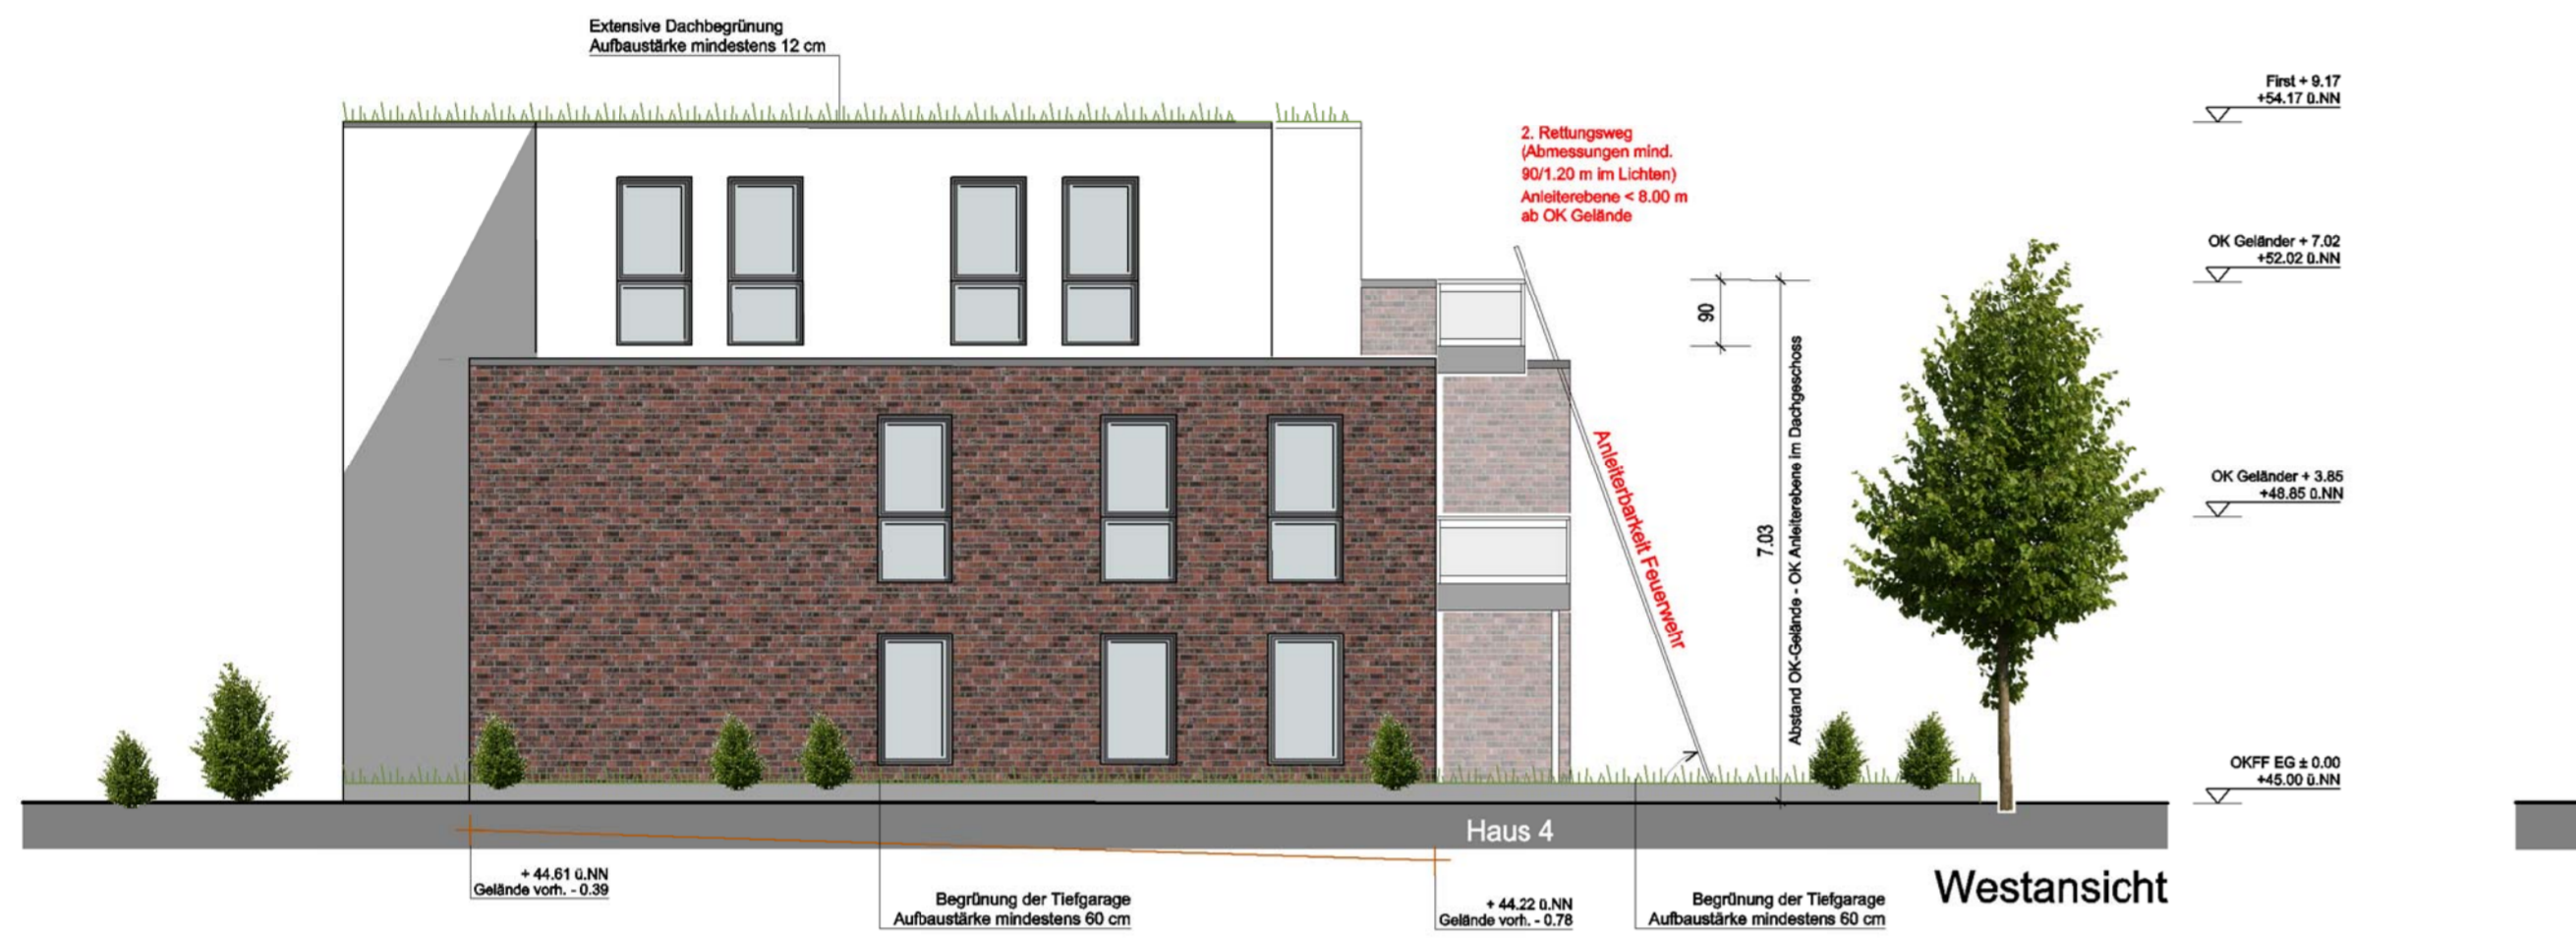 Extensive Dachbegrünung
Aufbaustärke mindestens 12 cm
First + 9.17
+54.17 ü.NN
2. Rettungsweg
(Abmessungen mind.
90/1.20 m im Lichten)
Anleiterebene < 8.00 m
ab OK Gelände
OK Geländer + 7.02
+52.02 ü.NN
90
7.03
Abstand OK-Gelände - OK Anleiterebene im Dachgeschoss
Anleiterbarkeit Feuerwehr
OK Geländer + 3.85
+48.85 ü.NN
OKFF EG ± 0.00
+45.00 ü.NN
Haus 4
+ 44.61 ü.NN
Gelände vorh. - 0.39
Begrünung der Tiefgarage
Aufbaustärke mindestens 60 cm
+ 44.22 ü.NN
Gelände vorh. - 0.78
Begrünung der Tiefgarage
Aufbaustärke mindestens 60 cm
Westansicht